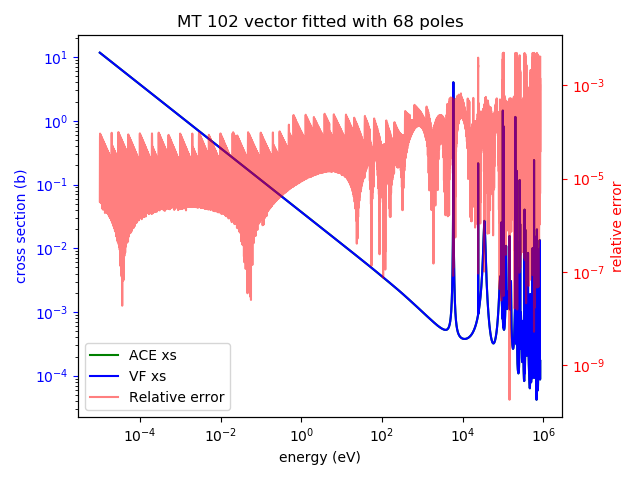 MT 102 vector fitted with 68 poles
cross section (b)
10¹
10⁰
10⁻¹
10⁻²
10⁻³
10⁻⁴
10⁻³
10⁻⁵
10⁻⁷
10⁻⁹
relative error
ACE xs
VF xs
Relative error
10⁻⁴
10⁻²
10⁰
10²
10⁴
10⁶
energy (eV)